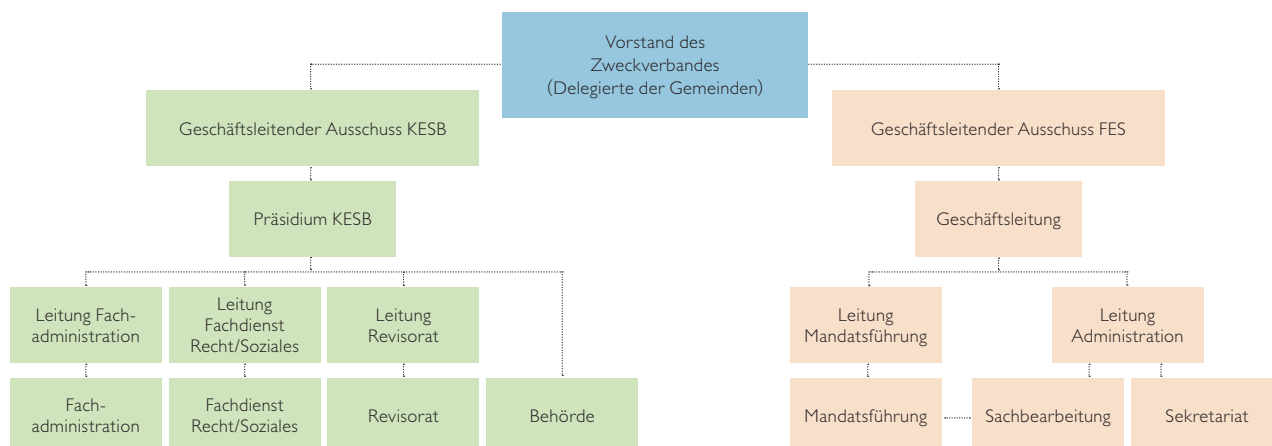 Vorstand des
Zweckverbandes
(Delegierte der Gemeinden)
Geschäftsleitender Ausschuss KESB
Geschäftsleitender Ausschuss FES
Präsidium KESB
Geschäftsleitung
Leitung Fach-
administration
Leitung
Fachdienst
Recht/Soziales
Leitung
Revisorat
Leitung
Mandatsführung
Leitung
Administration
Fach-
administration
Fachdienst
Recht/Soziales
Revisorat
Behörde
Mandatsführung
Sachbearbeitung
Sekretariat